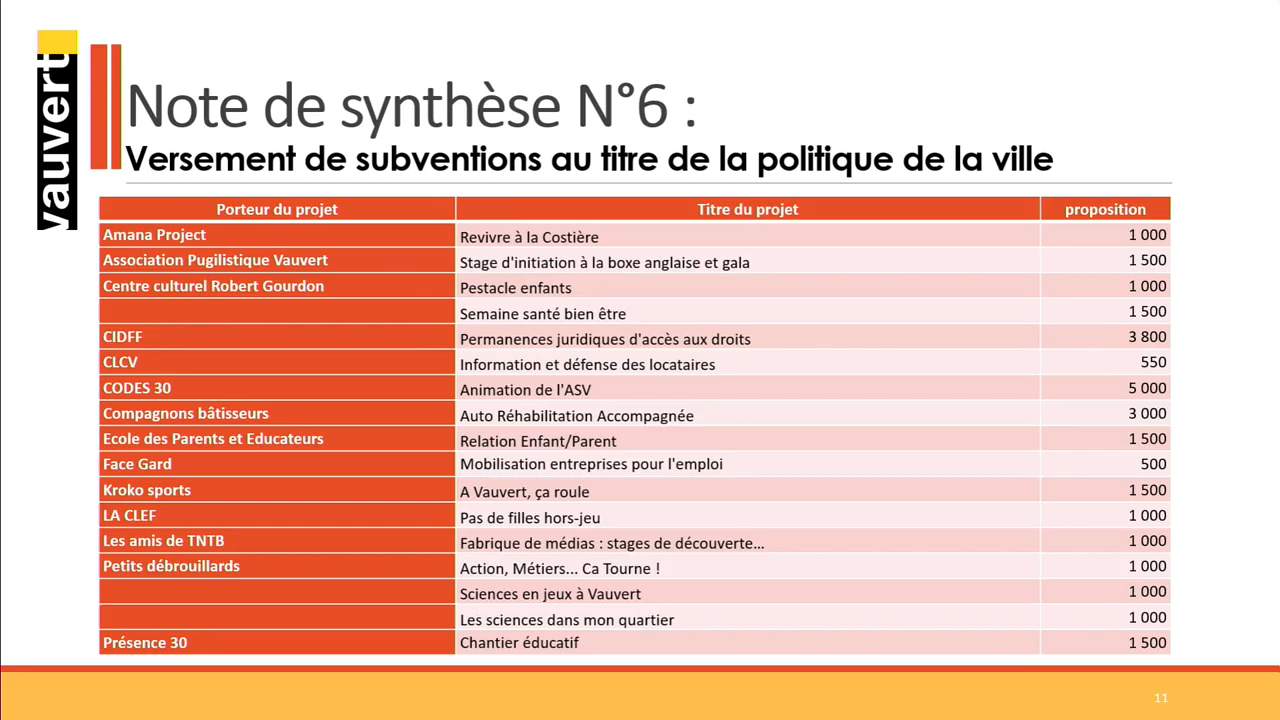 vauvert
Note de synthèse N°6 :
Versement de subventions au titre de la politique de la ville
Porteur du projet Titre du projet proposition
Amana Project Revivre à la Costière 1 000
Association Pugilistique Vauvert Stage d'initiation à la boxe anglaise et gala 1 500
Centre culturel Robert Gourdon Pestacle enfants 1 000
Semaine santé bien être 1 500
CIDFF Permanences juridiques d'accès aux droits 3 800
CLCV Information et défense des locataires 550
CODES 30 Animation de l'ASV 5 000
Compagnons bâtisseurs Auto Réhabilitation Accompagnée 3 000
Ecole des Parents et Educateurs Relation Enfant/Parent 1 500
Face Gard Mobilisation entreprises pour l'emploi 500
Kroko sports A Vauvert, ça roule 1 500
LA CLEF Pas de filles hors-jeu 1 000
Les amis de TNTB Fabrique de médias : stages de découverte... 1 000
Petits débrouillards Action, Métiers... Ca Tourne ! 1 000
Sciences en jeux à Vauvert 1 000
Les sciences dans mon quartier 1 000
Présence 30 Chantier éducatif 1 500
11